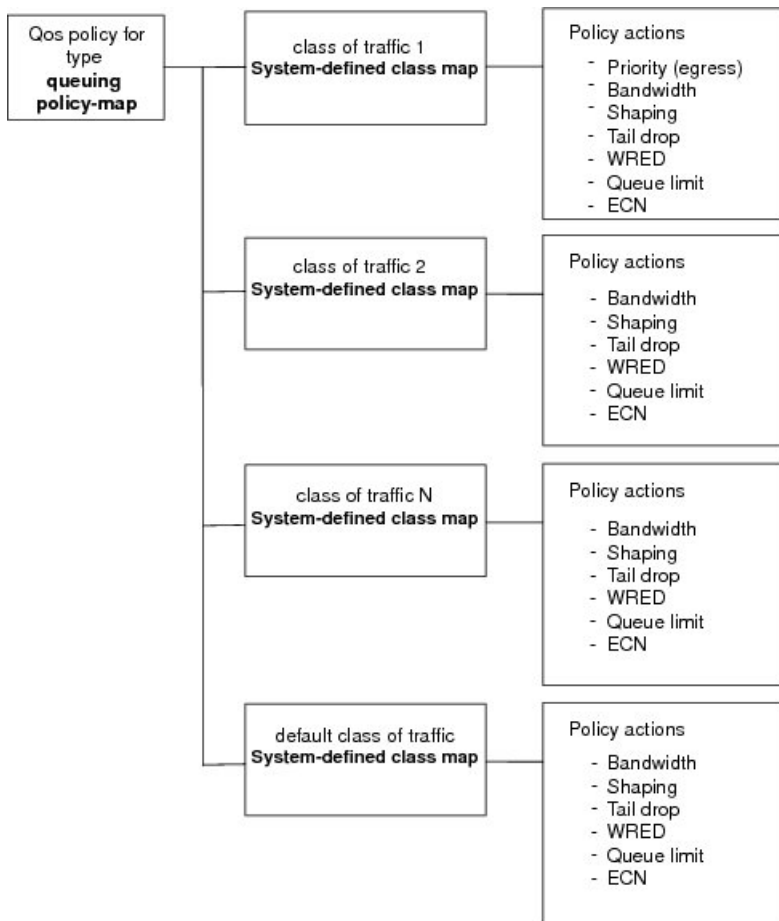 Qos policy for
type
queuing
policy-map
class of traffic 1
System-defined class map
Policy actions
- Priority (egress)
- Bandwidth
- Shaping
- Tail drop
- WRED
- Queue limit
- ECN
class of traffic 2
System-defined class map
Policy actions
- Bandwidth
- Shaping
- Tail drop
- WRED
- Queue limit
- ECN
class of traffic N
System-defined class map
Policy actions
- Bandwidth
- Shaping
- Tail drop
- WRED
- Queue limit
- ECN
default class of traffic
System-defined class map
Policy actions
- Bandwidth
- Shaping
- Tail drop
- WRED
- Queue limit
- ECN